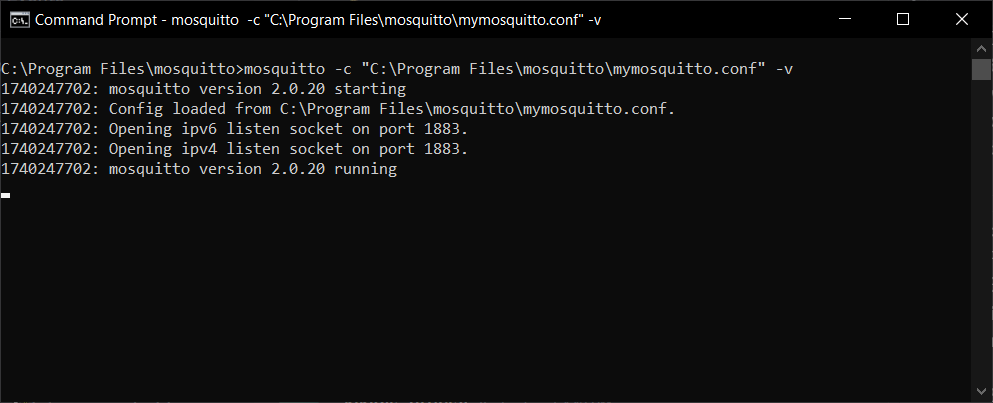 Command Prompt - mosquitto  -c "C:\Program Files\mosquitto\mymosquitto.conf" -v
C:\Program Files\mosquitto>mosquitto -c "C:\Program Files\mosquitto\mymosquitto.conf" -v
1740247702: mosquitto version 2.0.20 starting
1740247702: Config loaded from C:\Program Files\mosquitto\mymosquitto.conf.
1740247702: Opening ipv6 listen socket on port 1883.
1740247702: Opening ipv4 listen socket on port 1883.
1740247702: mosquitto version 2.0.20 running